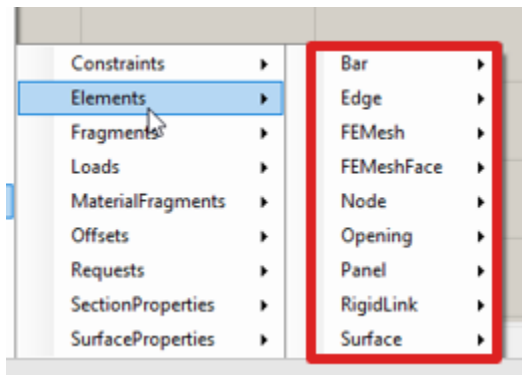 Constraints
Elements
Fragments
Loads
MaterialFragments
Offsets
Requests
SectionProperties
SurfaceProperties
Bar
Edge
FEMesh
FEMeshFace
Node
Opening
Panel
RigidLink
Surface